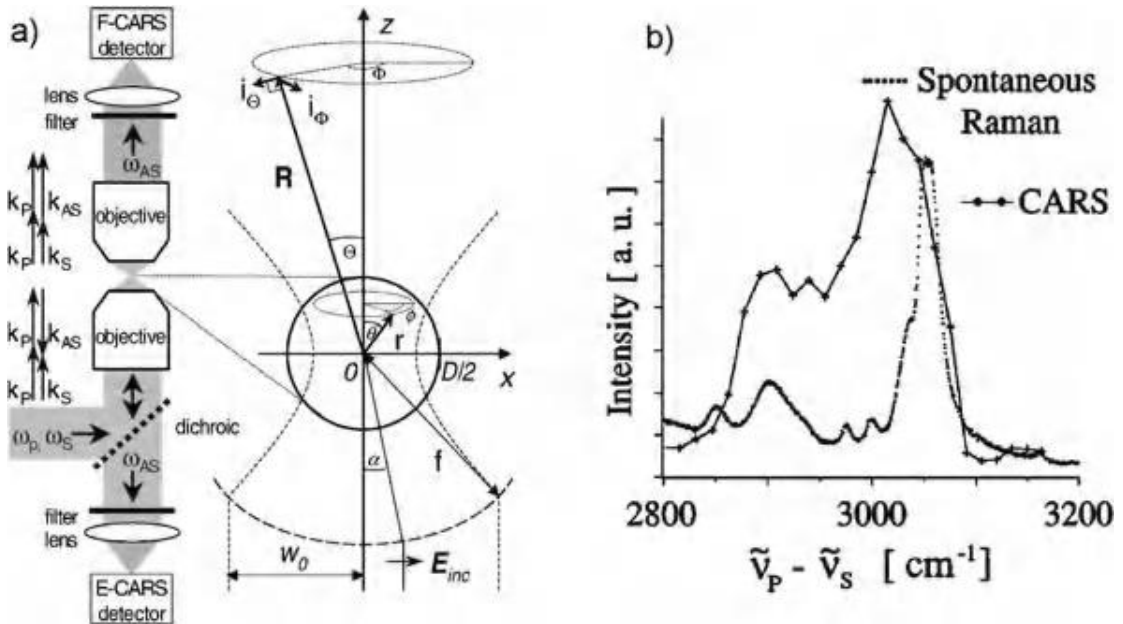 a)
F-CARS
detector
lens
filter
ω_AS
k_P k_AS
objective
k_P k_S
k_P k_AS
objective
k_P k_S
ω_p, ω_S
dichroic
ω_AS
filter
lens
E-CARS
detector
z
Φ
i_Θ
i_Φ
R
Θ
ϕ
θ
r
0
D/2
x
α
f
w_0
E_inc
b)
Spontaneous
Raman
CARS
Intensity [ a. u. ]
2800 3000 3200
ṽ_P - ṽ_S [ cm⁻¹ ]